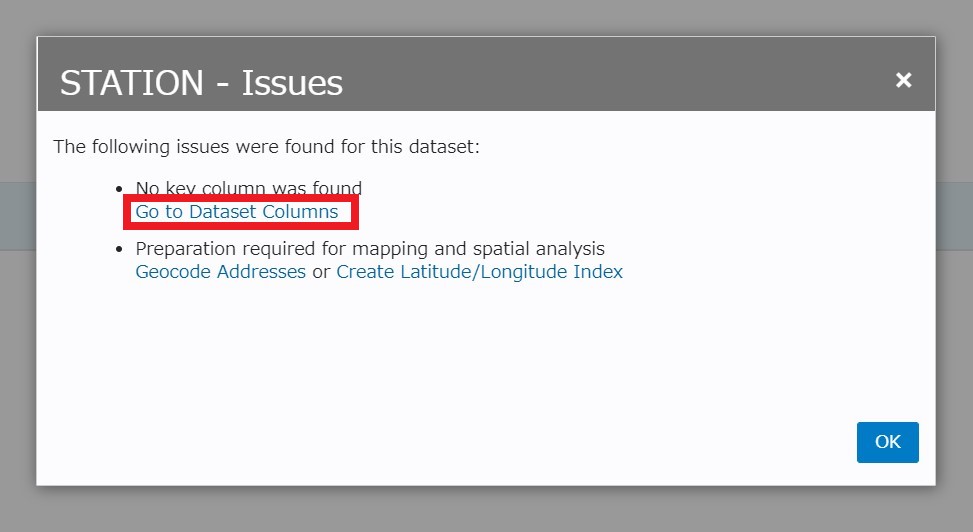 STATION - Issues
×
The following issues were found for this dataset:
• No key column was found
Go to Dataset Columns
• Preparation required for mapping and spatial analysis
Geocode Addresses or Create Latitude/Longitude Index
OK